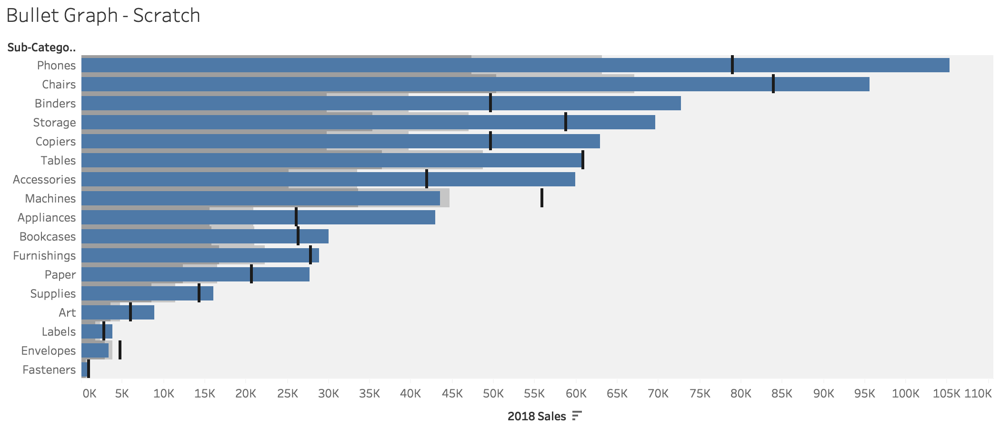 Bullet Graph - Scratch
Sub-Catego..
Phones
Chairs
Binders
Storage
Copiers
Tables
Accessories
Machines
Appliances
Bookcases
Furnishings
Paper
Supplies
Art
Labels
Envelopes
Fasteners
0K 5K 10K 15K 20K 25K 30K 35K 40K 45K 50K 55K 60K 65K 70K 75K 80K 85K 90K 95K 100K 105K 110K
2018 Sales